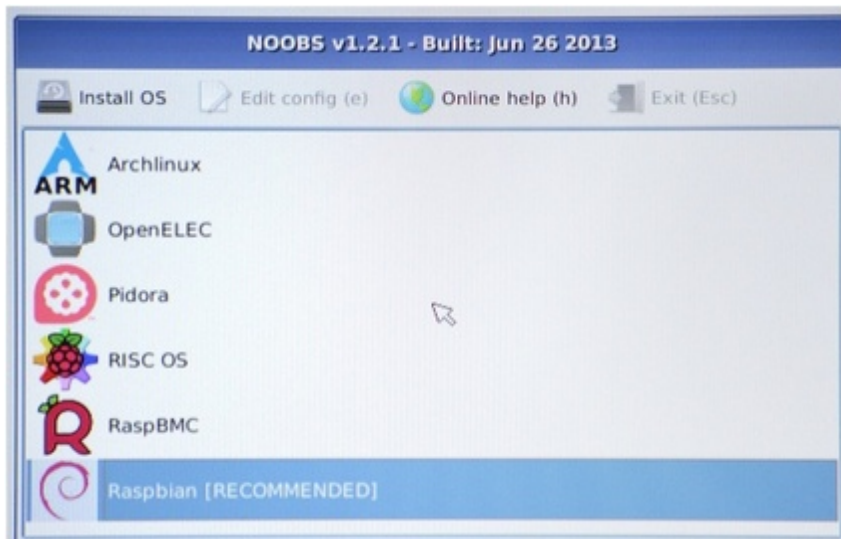 NOOBS v1.2.1 - Built: Jun 26 2013
Install OS Edit config (e) Online help (h) Exit (Esc)
Archlinux
ARM
OpenELEC
Pidora
RISC OS
RaspBMC
Raspbian [RECOMMENDED]